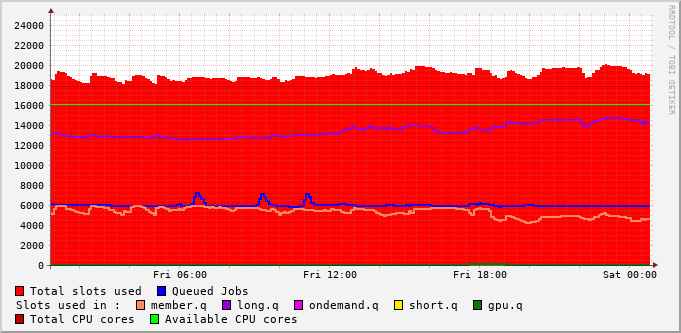 RRDTOOL / TOBI OETIKER
24000
22000
20000
18000
16000
14000
12000
10000
8000
6000
4000
2000
0
Fri 06:00 Fri 12:00 Fri 18:00 Sat 00:00
Total slots used Queued Jobs
Slots used in : member.q long.q ondemand.q short.q gpu.q
Total CPU cores Available CPU cores